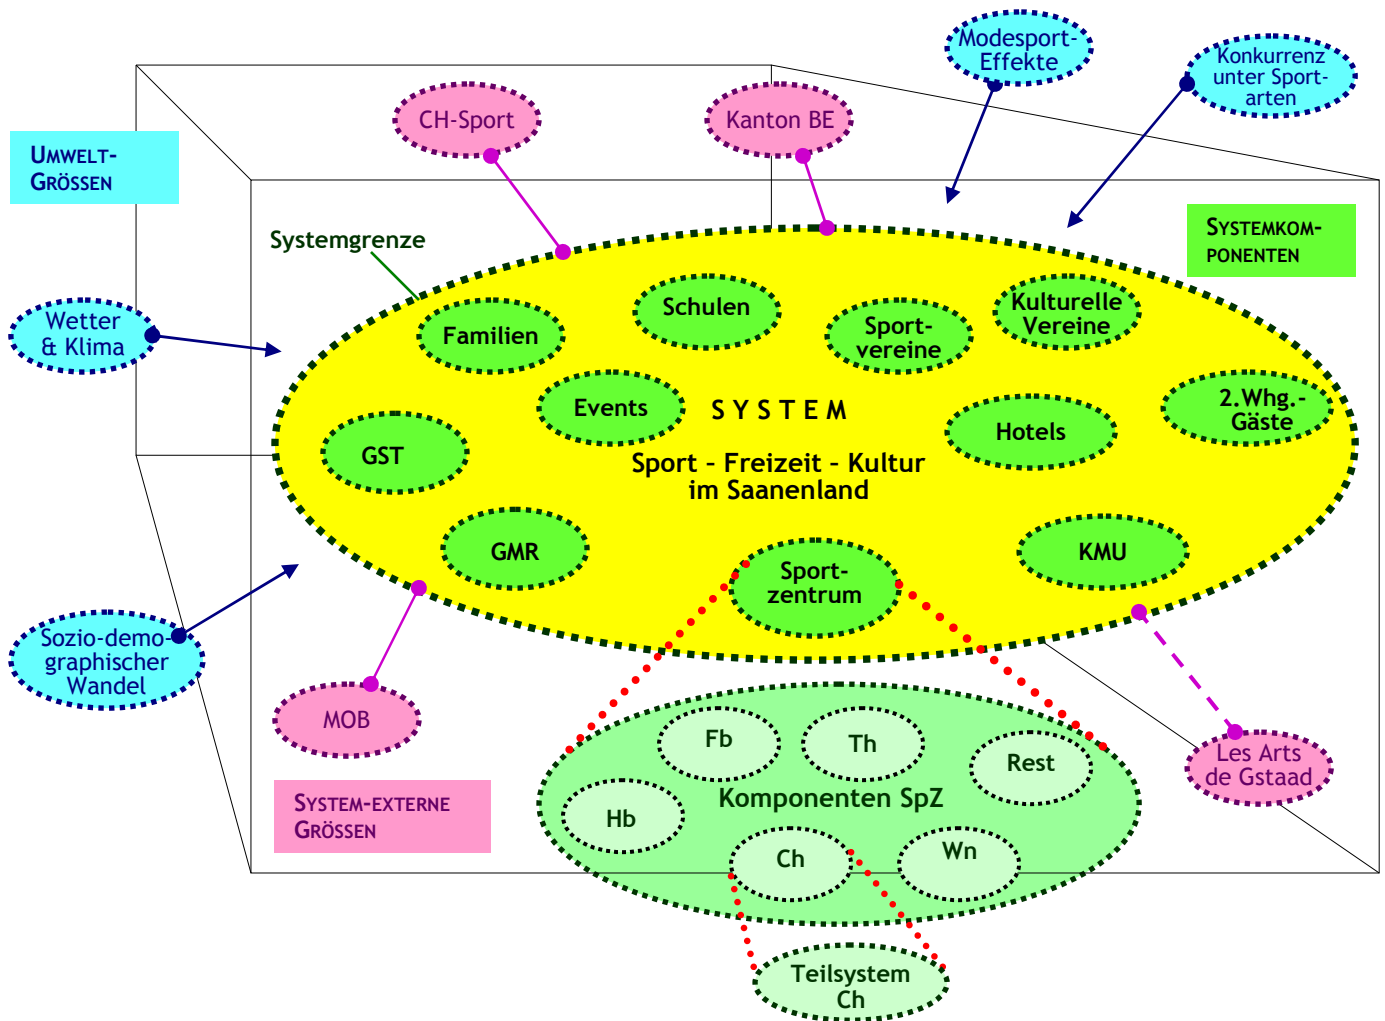 Modesport-
Effekte
Konkurrenz
unter Sport-
arten
CH-Sport
Kanton BE
UMWELT-
GRÖSSEN
SYSTEMKOM-
PONENTEN
Systemgrenze
Wetter
& Klima
Familien
Schulen
Sport-
vereine
Kulturelle
Vereine
Events
S Y S T E M
2.Whg.-
Gäste
GST
Hotels
Sport - Freizeit - Kultur
im Saanenland
GMR
KMU
Sport-
zentrum
Sozio-demo-
graphischer
Wandel
MOB
Les Arts
de Gstaad
SYSTEM-EXTERNE
GRÖSSEN
Fb
Th
Rest
Komponenten SpZ
Hb
Ch
Wn
Teilsystem
Ch